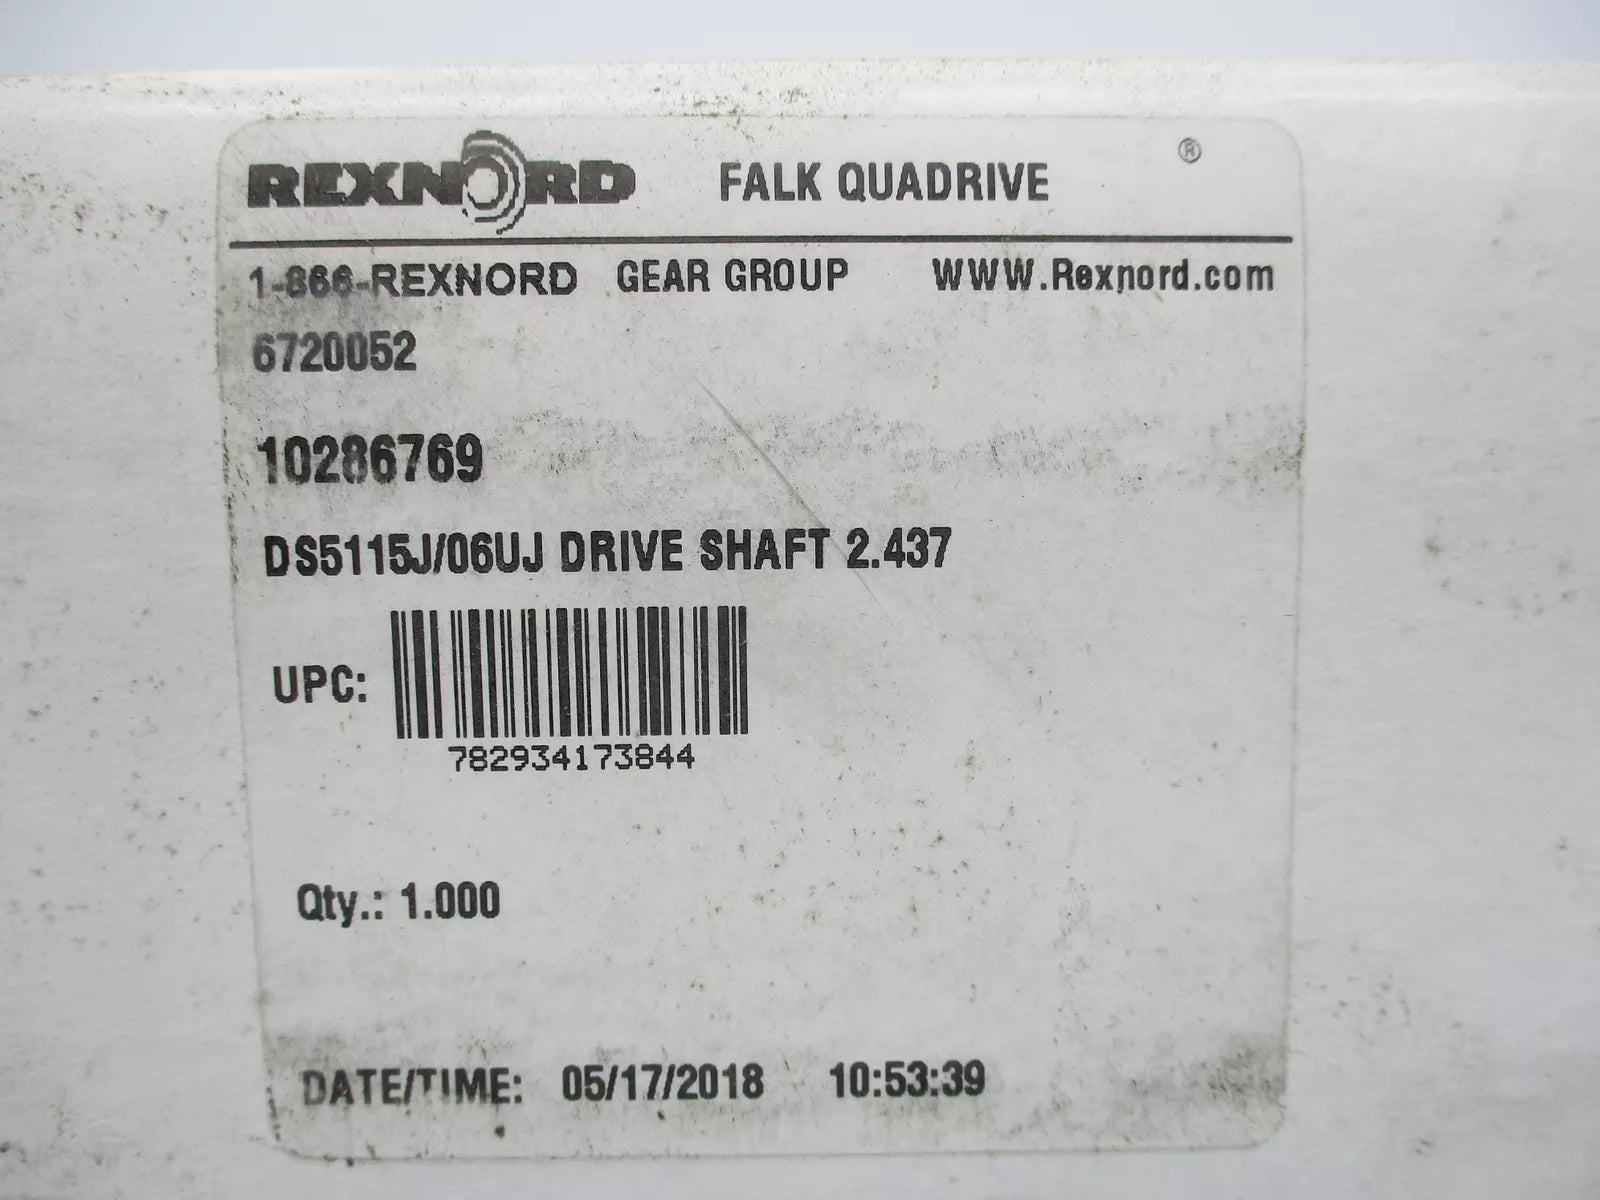 REXNORD FALK QUADRIVE ®
1-866-REXNORD GEAR GROUP WWW.Rexnord.com
6720052
10286769
DS5115J/06UJ DRIVE SHAFT 2.437
UPC:
782934173844
Qty.: 1.000
DATE/TIME: 05/17/2018 10:53:39